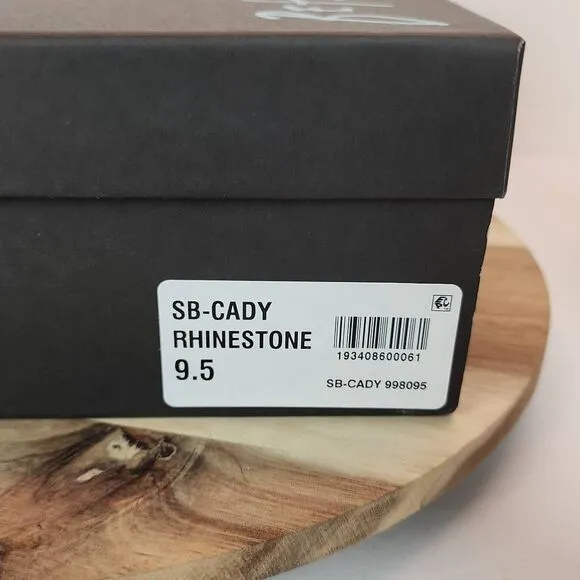 SB-CADY
RHINESTONE
9.5
193408600061
SB-CADY 998095